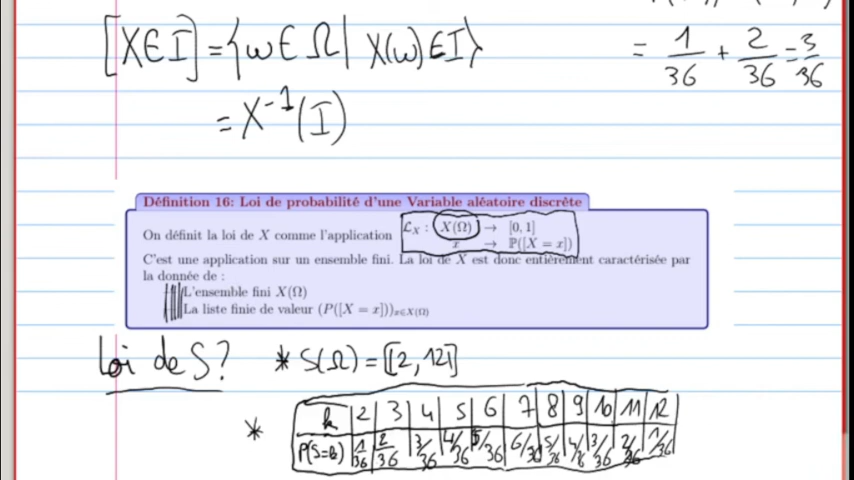 [X∈I] = {ω∈Ω | X(ω)∈I}
= 1/36 + 2/36 = 3/36
= X⁻¹(I)
Définition 16: Loi de probabilité d'une Variable aléatoire discrète
On définit la loi de X comme l'application ℒ_X : X(Ω) → [0, 1]
x → ℙ([X = x])
C'est une application sur un ensemble fini. La loi de X est donc entièrement caractérisée par
la donnée de :
L'ensemble fini X(Ω)
La liste finie de valeur (P([X = x]))_{x∈X(Ω)}
Loi de S? * S(Ω) = [[2, 12]]
k 2 3 4 5 6 7 8 9 10 11 12
* P(S=k) 1/36 2/36 3/36 4/36 5/36 6/36 5/36 4/36 3/36 2/36 1/36